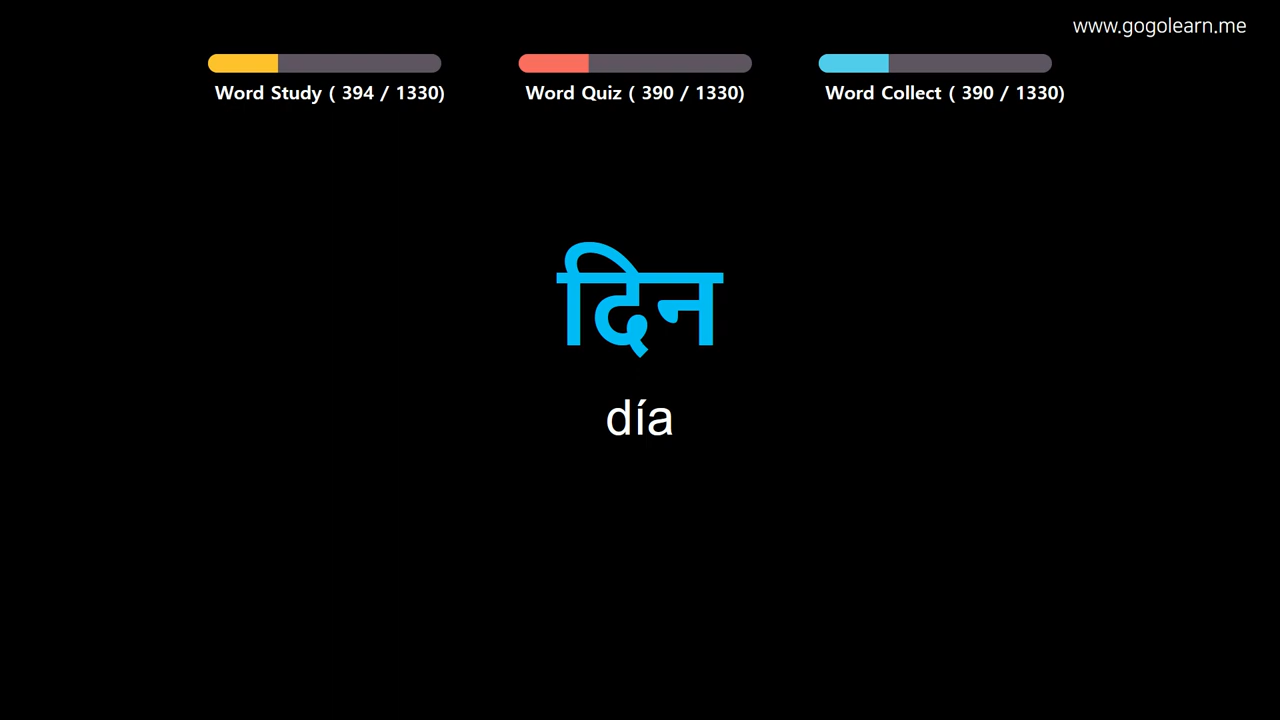 www.gogolearn.me
Word Study ( 394 / 1330)
Word Quiz ( 390 / 1330)
Word Collect ( 390 / 1330)
दिन
día